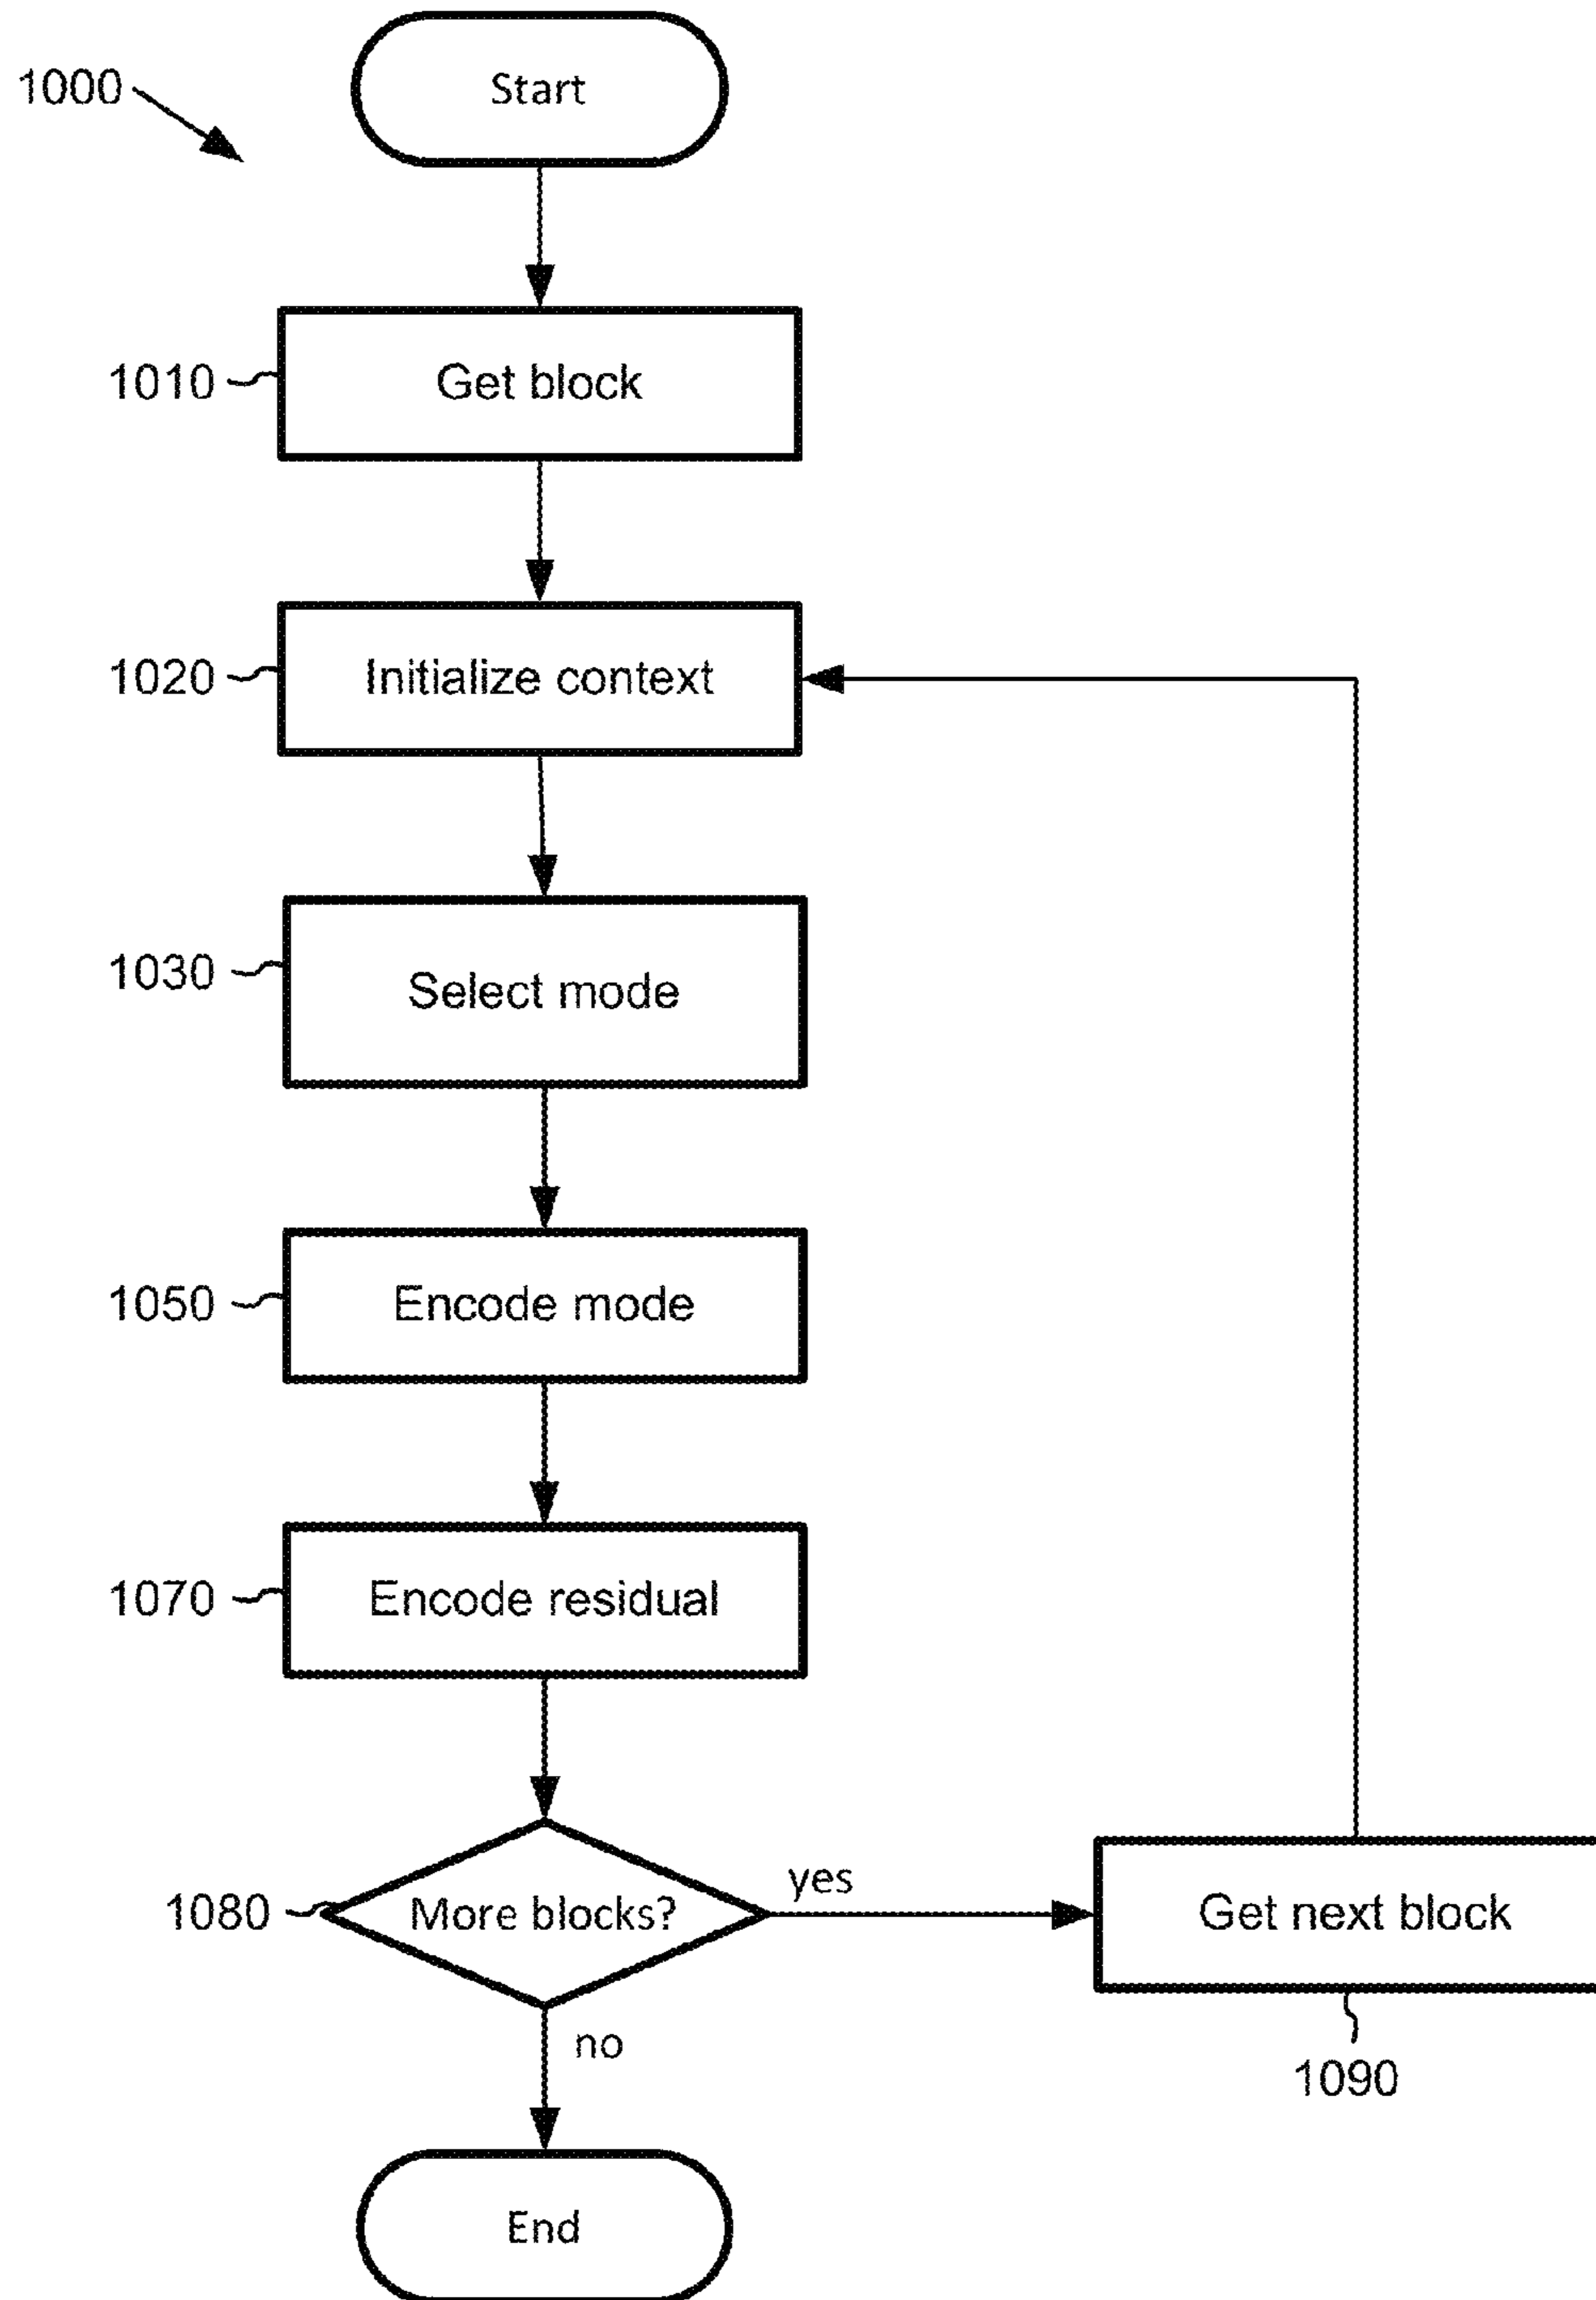 Start
1000
1010
Get block
1020
Initialize context
1030
Select mode
1050
Encode mode
1070
Encode residual
1080
More blocks?
yes
Get next block
no
1090
End